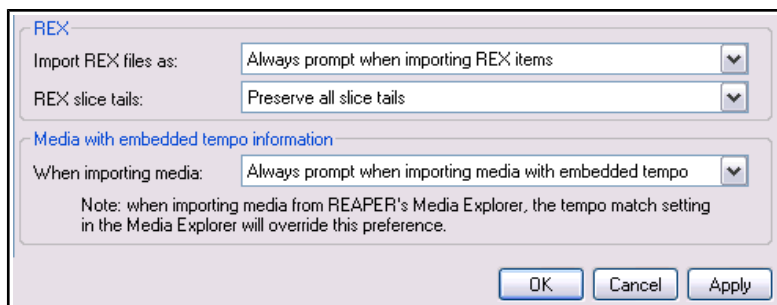 REX
Import REX files as: Always prompt when importing REX items
REX slice tails: Preserve all slice tails
Media with embedded tempo information
When importing media: Always prompt when importing media with embedded tempo
Note: when importing media from REAPER's Media Explorer, the tempo match setting
in the Media Explorer will override this preference.
OK Cancel Apply